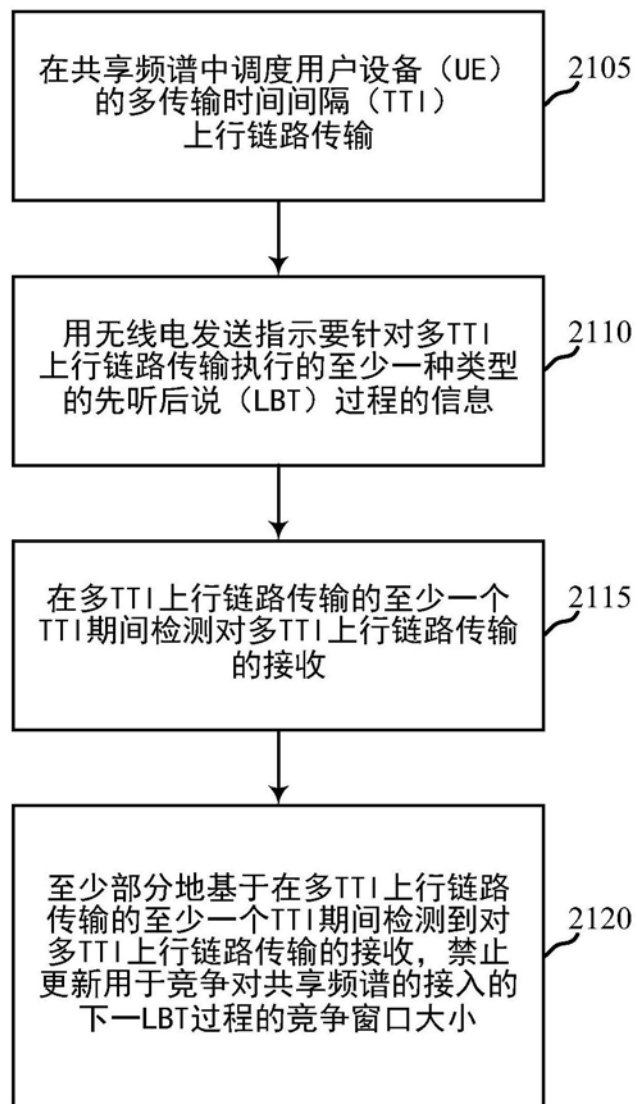 在共享频谱中调度用户设备（UE）
的多传输时间间隔（TTI）
上行链路传输
2105
用无线电发送指示要针对多TTI
上行链路传输执行的至少一种类型
的先听后说（LBT）过程的信息
2110
在多TTI上行链路传输的至少一个
TTI期间检测对多TTI上行链路传输
的接收
2115
至少部分地基于在多TTI上行链路
传输的至少一个TTI期间检测到对
多TTI上行链路传输的接收，禁止
更新用于竞争对共享频谱的接入的
下一LBT过程的竞争窗口大小
2120